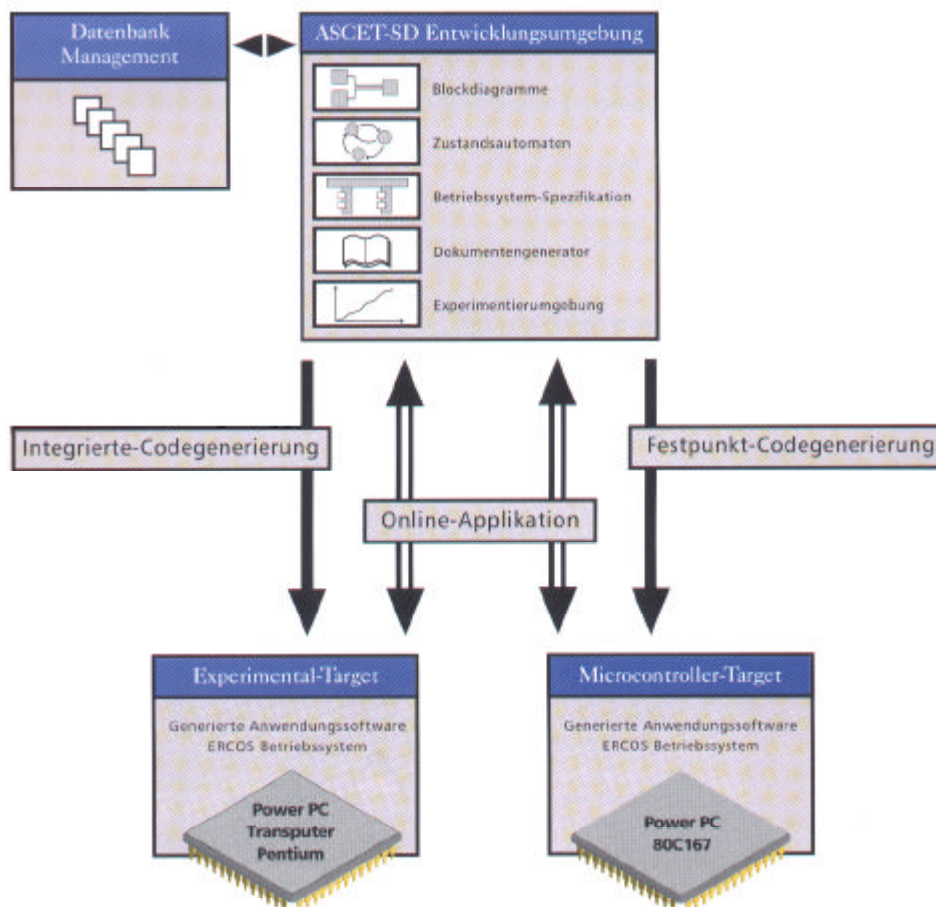 Datenbank
Management
ASCET-SD Entwicklungsumgebung
Blockdiagramme
Zustandsautomaten
Betriebssystem-Spezifikation
Dokumentengenerator
Experimentierumgebung
Integrierte-Codegenerierung
Festpunkt-Codegenerierung
Online-Applikation
Experimental-Target
Generierte Anwendungssoftware
ERCOS Betriebssystem
Power PC
Transputer
Pentium
Microcontroller-Target
Generierte Anwendungssoftware
ERCOS Betriebssystem
Power PC
80C167